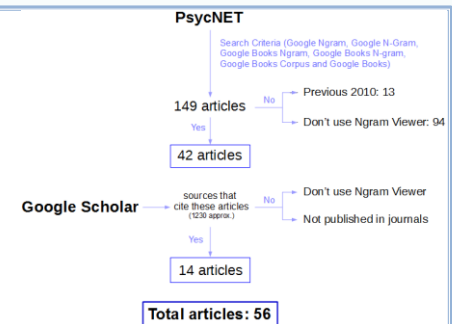 PsycNET
Search Criteria (Google Ngram, Google N-Gram,
Google Books Ngram, Google Books N-gram,
Google Books Corpus and Google Books)
149 articles
No
Previous 2010: 13
Don't use Ngram Viewer: 94
Yes
42 articles
Google Scholar
sources that
cite these articles
(1230 approx.)
No
Don't use Ngram Viewer
Not published in journals
Yes
14 articles
Total articles: 56